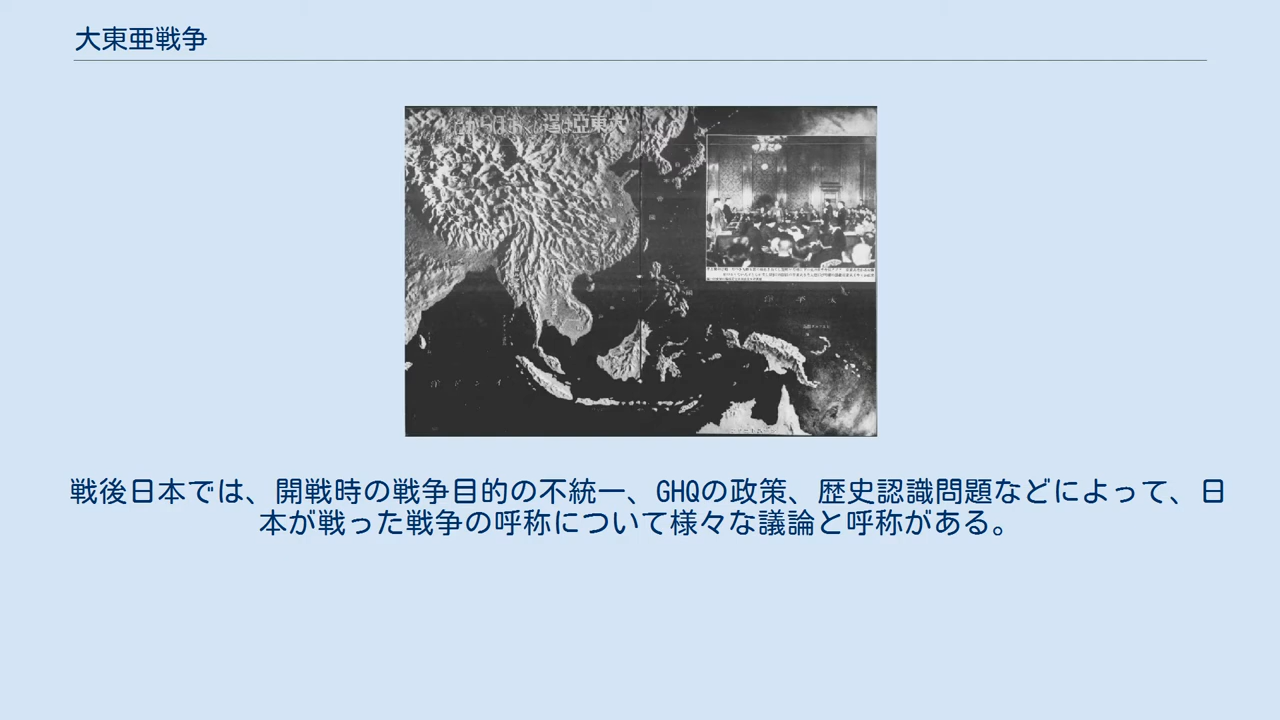 大東亜戦争
戦後日本では、開戦時の戦争目的の不統一、GHQの政策、歴史認識問題などによって、日
本が戦った戦争の呼称について様々な議論と呼称がある。